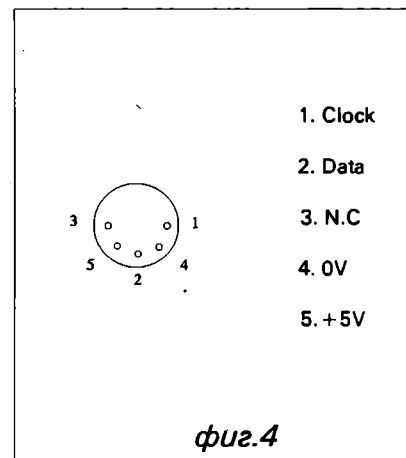 1. Clock
2. Data
3. N.C
4. 0V
5. +5V
3 1
5 4
2
фиг.4